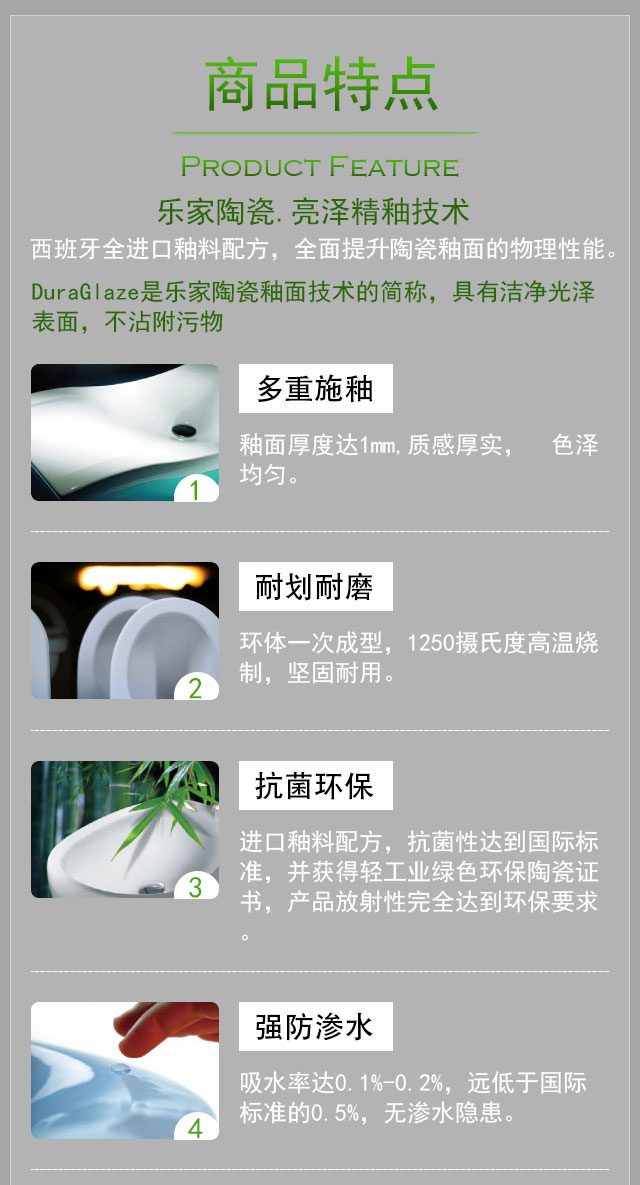 商品特点
PRODUCT FEATURE
乐家陶瓷.亮泽精釉技术
西班牙全进口釉料配方，全面提升陶瓷釉面的物理性能。
DuraGlaze是乐家陶瓷釉面技术的简称，具有洁净光泽
表面，不沾附污物
多重施釉
釉面厚度达1mm,质感厚实，　色泽
均匀。
1
耐划耐磨
环体一次成型，1250摄氏度高温烧
制，坚固耐用。
2
抗菌环保
进口釉料配方，抗菌性达到国际标
准，并获得轻工业绿色环保陶瓷证
书，产品放射性完全达到环保要求
。
3
强防渗水
吸水率达0.1%-0.2%，远低于国际
标准的0.5%，无渗水隐患。
4